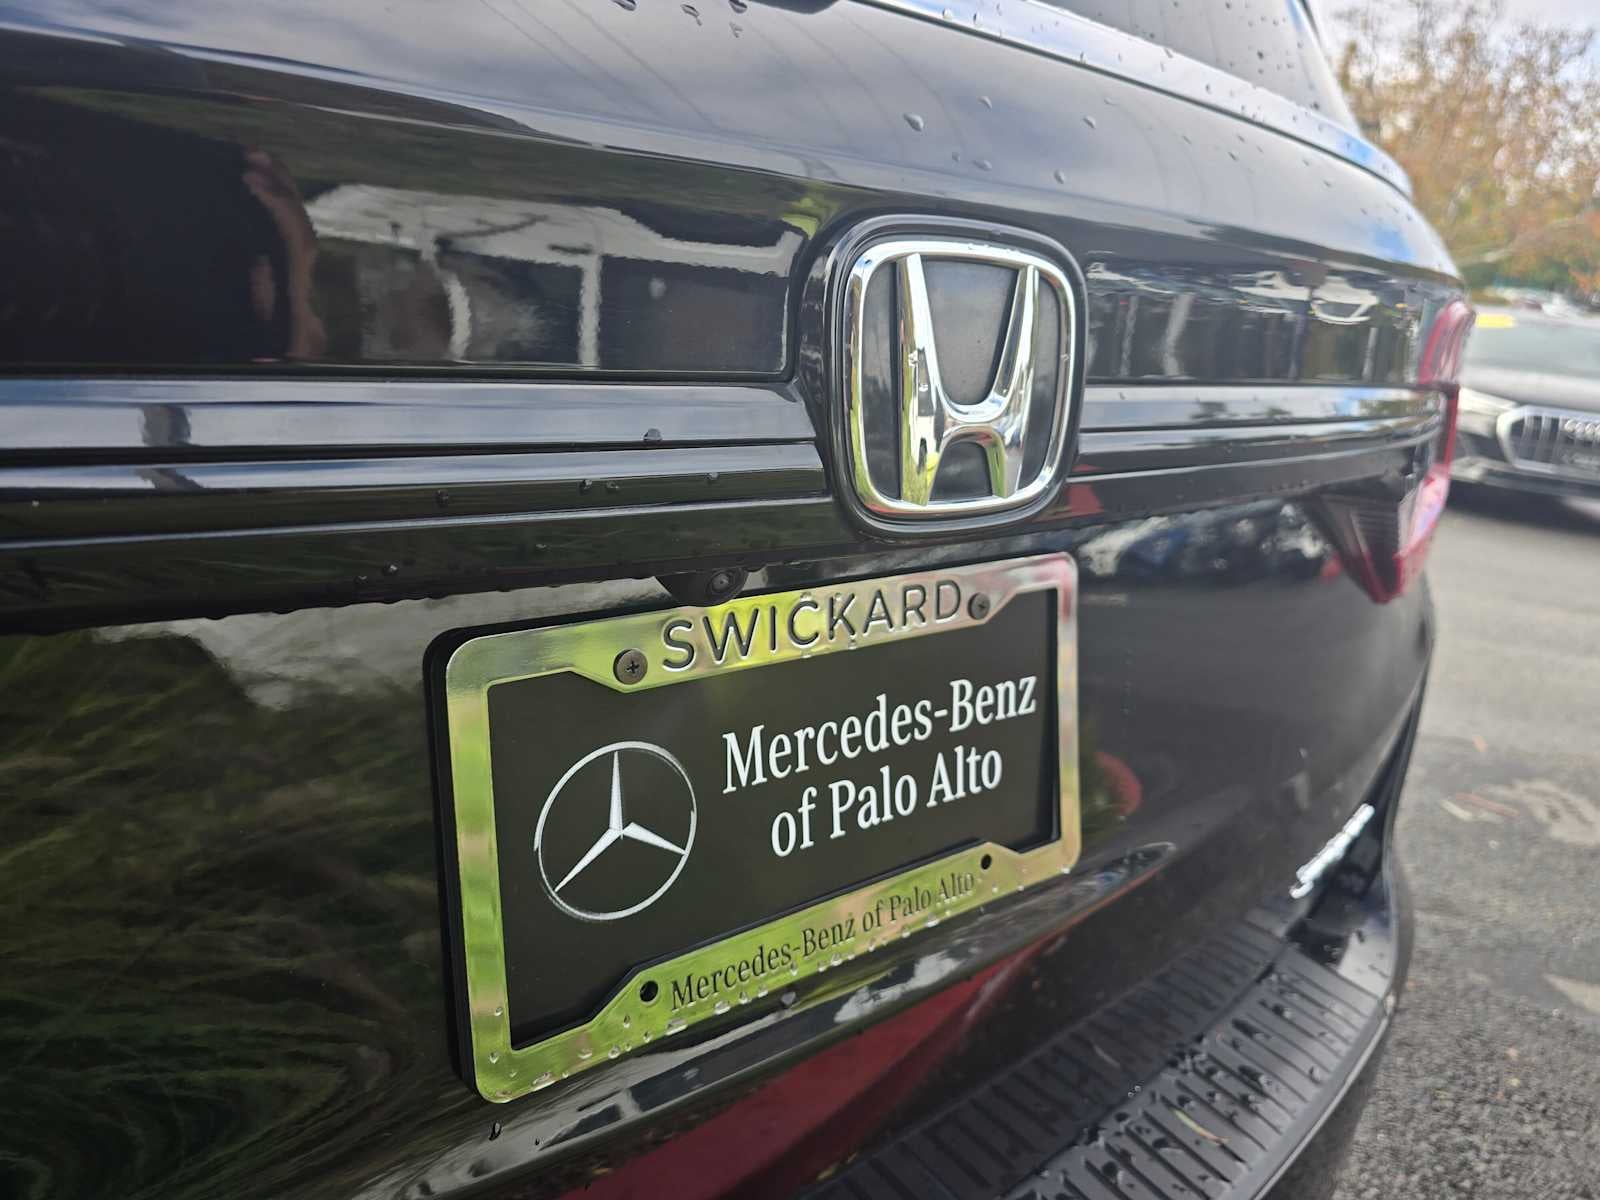 SWICKARD
Mercedes-Benz
of Palo Alto
Mercedes-Benz of Palo Alto